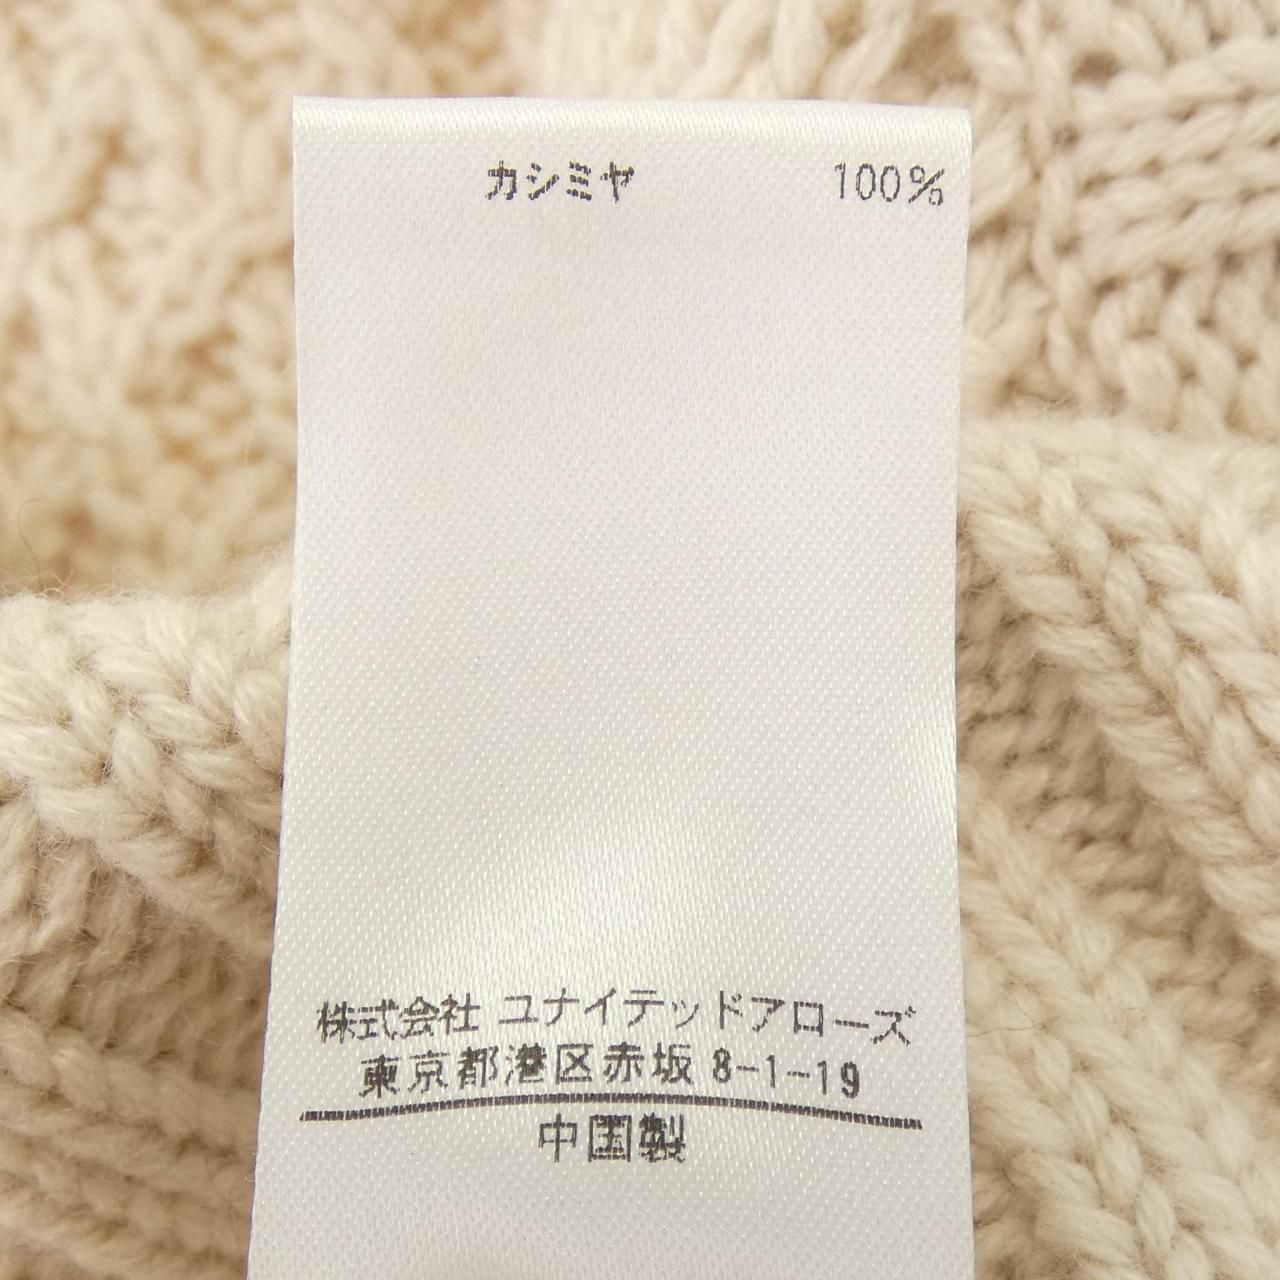 カシミヤ 100%
株式会社 ユナイテッドアローズ
東京都港区赤坂 8-1-19
中国製